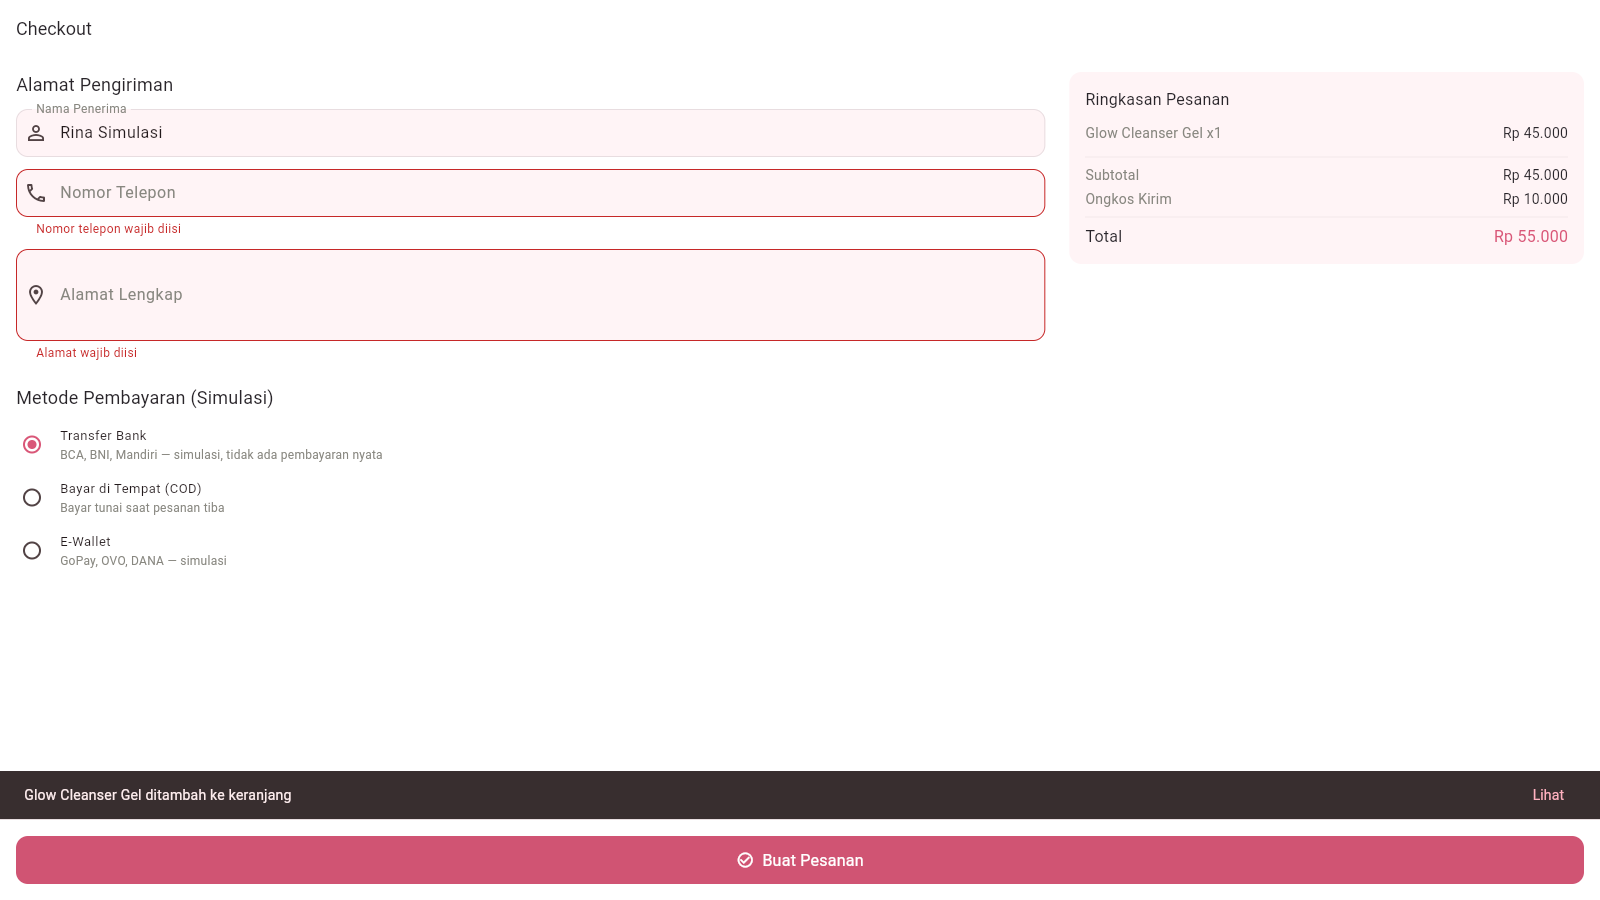 Checkout
Alamat Pengiriman
Nama Penerima
Rina Simulasi
Nomor Telepon
Nomor telepon wajib diisi
Alamat Lengkap
Alamat wajib diisi
Metode Pembayaran (Simulasi)
Transfer Bank
BCA, BNI, Mandiri — simulasi, tidak ada pembayaran nyata
Bayar di Tempat (COD)
Bayar tunai saat pesanan tiba
E-Wallet
GoPay, OVO, DANA — simulasi
Ringkasan Pesanan
Glow Cleanser Gel x1 Rp 45.000
Subtotal Rp 45.000
Ongkos Kirim Rp 10.000
Total Rp 55.000
Glow Cleanser Gel ditambah ke keranjang Lihat
Buat Pesanan